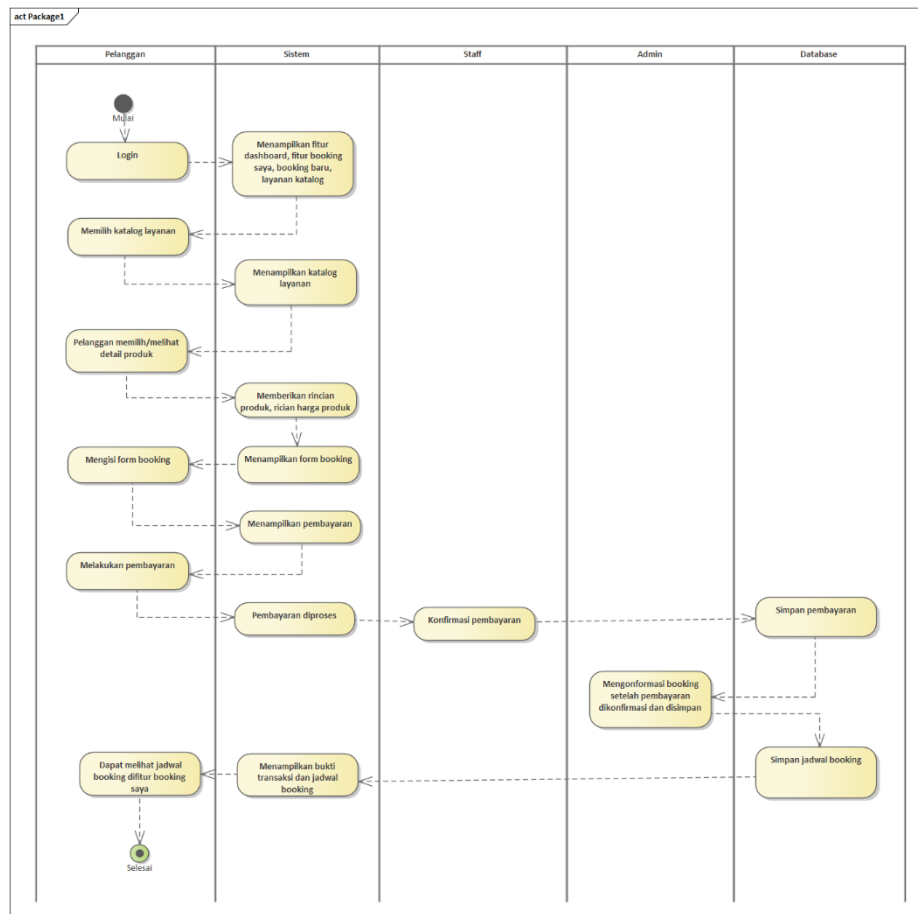 act Package1
Pelanggan
Sistem
Staff
Admin
Database
Mulai
Login
Menampilkan fitur
dashboard, fitur booking
saya, booking baru,
layanan katalog
Memilih katalog layanan
Menampilkan katalog
layanan
Pelanggan memilih/melihat
detail produk
Memberikan rincian
produk, rician harga produk
Menampilkan form booking
Mengisi form booking
Menampilkan pembayaran
Melakukan pembayaran
Pembayaran diproses
Konfirmasi pembayaran
Simpan pembayaran
Mengonformasi booking
setelah pembayaran
dikonfirmasi dan disimpan
Simpan jadwal booking
Menampilkan bukti
transaksi dan jadwal
booking
Dapat melihat jadwal
booking difitur booking
saya
Selesai